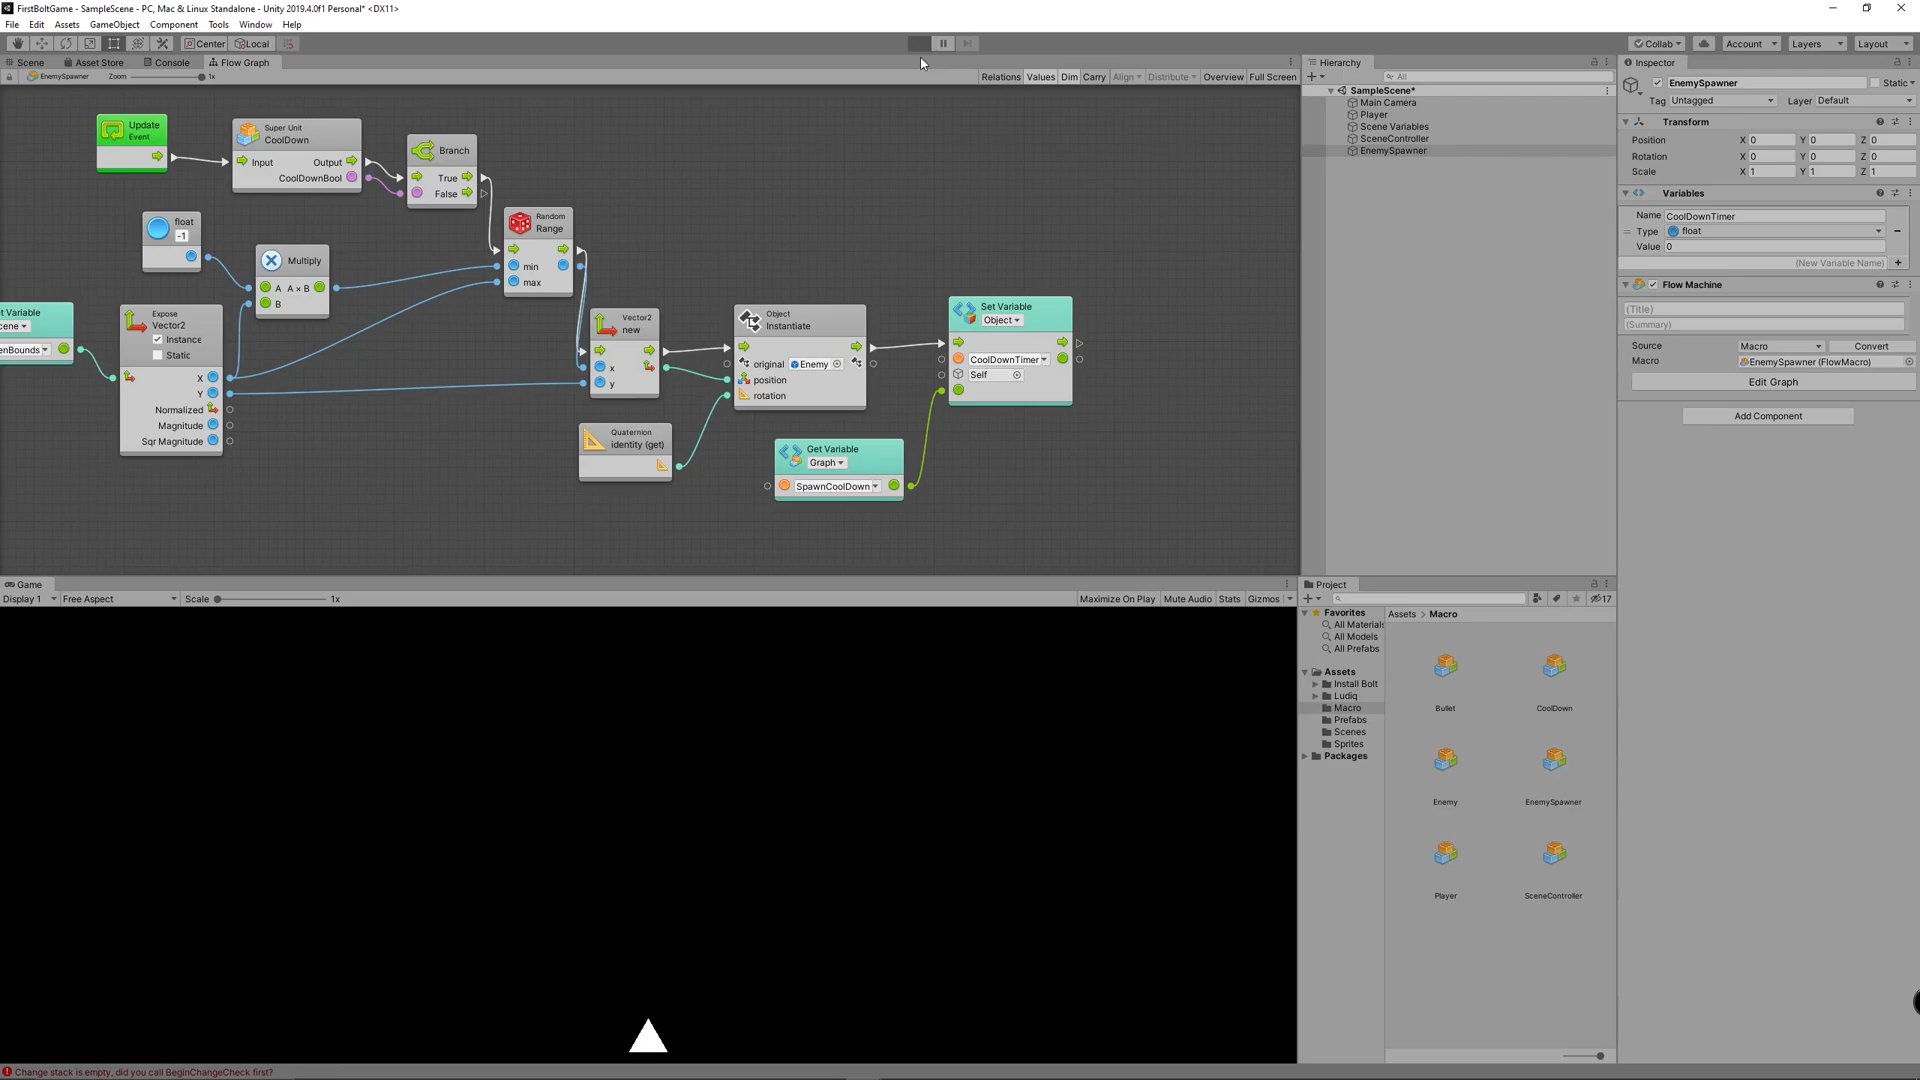 FirstBoltGame - SampleScene - PC, Mac & Linux Standalone - Unity 2019.4.0f1 Personal* <DX11>
File Edit Assets GameObject Component Tools Window Help
Center Local Collab Account Layers Layout
Scene Asset Store Console Flow Graph
EnemySpawner Zoom 1x Relations Values Dim Carry Align Distribute Overview Full Screen
Update
Event
Super Unit
CoolDown
Input Output
CoolDownBool
Branch
True
False
float
-1
Multiply
A A × B
B
Random
Range
min
max
t Variable
cene
enBounds
Expose
Vector2
Instance
Static
X
Y
Normalized
Magnitude
Sqr Magnitude
Vector2
new
x
y
Quaternion
identity (get)
Object
Instantiate
original Enemy
position
rotation
Get Variable
Graph
SpawnCoolDown
Set Variable
Object
CoolDownTimer
Self
Hierarchy
All
SampleScene*
Main Camera
Player
Scene Variables
SceneController
EnemySpawner
Inspector
EnemySpawner Static
Tag Untagged Layer Default
Transform
Position X 0 Y 0 Z 0
Rotation X 0 Y 0 Z 0
Scale X 1 Y 1 Z 1
Variables
Name CoolDownTimer
Type float
Value 0
(New Variable Name)
Flow Machine
(Title)
(Summary)
Source Macro Convert
Macro EnemySpawner (FlowMacro)
Edit Graph
Add Component
Game
Display 1 Free Aspect Scale 1x Maximize On Play Mute Audio Stats Gizmos
Project
17
Favorites
All Materials
All Models
All Prefabs
Assets
Install Bolt
Ludiq
Macro
Prefabs
Scenes
Sprites
Packages
Assets > Macro
Bullet CoolDown
Enemy EnemySpawner
Player SceneController
Change stack is empty, did you call BeginChangeCheck first?